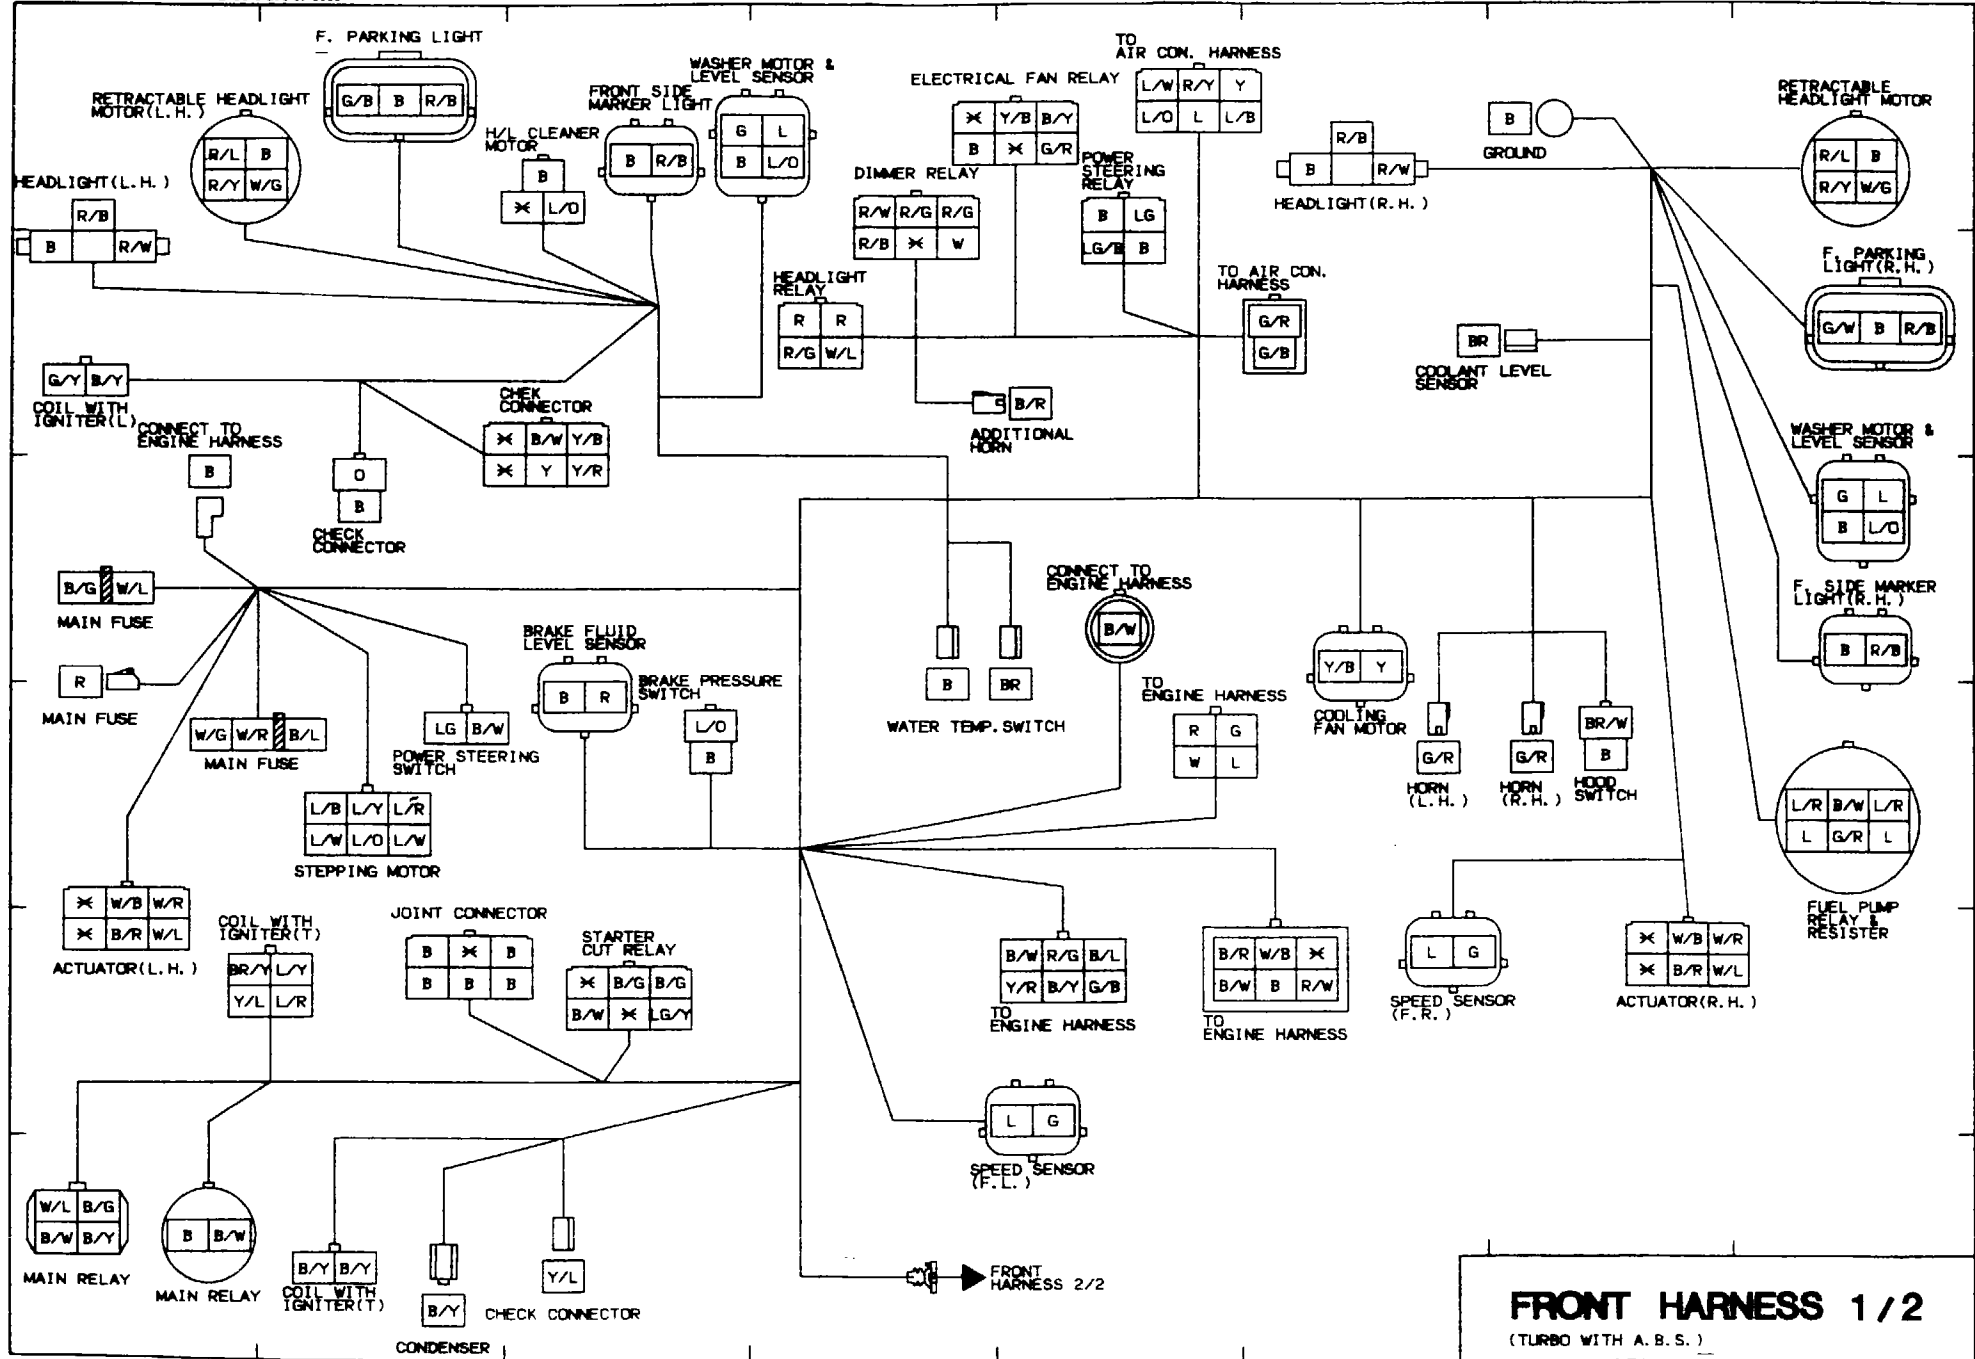 F. PARKING LIGHT
G/B B R/B
RETRACTABLE HEADLIGHT
MOTOR(L.H.)
R/L B
R/Y W/G
HEADLIGHT(L.H.)
R/B
B R/W
H/L CLEANER
MOTOR
B
L/O
FRONT SIDE
MARKER LIGHT
B R/B
WASHER MOTOR &
LEVEL SENSOR
G L
B L/O
ELECTRICAL FAN RELAY
Y/B B/Y
B G/R
DIMMER RELAY
R/W R/G R/G
R/B W
TO
AIR CON. HARNESS
L/W R/Y Y
L/O L L/B
POWER
STEERING
RELAY
B LG
LG/B B
HEADLIGHT
RELAY
R R
R/G W/L
TO AIR CON.
HARNESS
G/R
G/B
R/B
B R/W
HEADLIGHT(R.H.)
B
GROUND
RETRACTABLE
HEADLIGHT MOTOR
R/L B
R/Y W/G
F. PARKING
LIGHT(R.H.)
G/W B R/B
BR
COOLANT LEVEL
SENSOR
G/Y B/Y
COIL WITH
IGNITER(L)
CONNECT TO
ENGINE HARNESS
B
O
B
CHECK
CONNECTOR
CHEK
CONNECTOR
B/W Y/B
Y Y/R
B/R
ADDITIONAL
HORN
WASHER MOTOR &
LEVEL SENSOR
G L
B L/O
F. SIDE MARKER
LIGHT(R.H.)
B R/B
B/G W/L
MAIN FUSE
R
MAIN FUSE
W/G W/R B/L
MAIN FUSE
LG B/W
POWER STEERING
SWITCH
L/B L/Y L/R
L/W L/O L/W
STEPPING MOTOR
BRAKE FLUID
LEVEL SENSOR
B R
BRAKE PRESSURE
SWITCH
L/O
B
B BR
WATER TEMP.SWITCH
CONNECT TO
ENGINE HARNESS
B/W
TO
ENGINE HARNESS
R G
W L
Y/B Y
COOLING
FAN MOTOR
G/R
HORN
(L.H.)
G/R
HORN
(R.H.)
BR/W
B
HOOD
SWITCH
L/R B/W L/R
L G/R L
FUEL PUMP
RELAY &
RESISTER
W/B W/R
B/R W/L
ACTUATOR(L.H.)
COIL WITH
IGNITER(T)
BR/Y L/Y
Y/L L/R
JOINT CONNECTOR
B B
B B B
STARTER
CUT RELAY
B/G B/G
B/W LG/Y
B/W R/G B/L
Y/R B/Y G/B
TO
ENGINE HARNESS
B/R W/B
B/W B R/W
TO
ENGINE HARNESS
L G
SPEED SENSOR
(F.R.)
W/B W/R
B/R W/L
ACTUATOR(R.H.)
L G
SPEED SENSOR
(F.L.)
W/L B/G
B/W B/Y
MAIN RELAY
B B/W
MAIN RELAY
B/Y B/Y
COIL WITH
IGNITER(T)
B/Y
CONDENSER
Y/L
CHECK CONNECTOR
FRONT
HARNESS 2/2
FRONT HARNESS 1/2
(TURBO WITH A.B.S.)